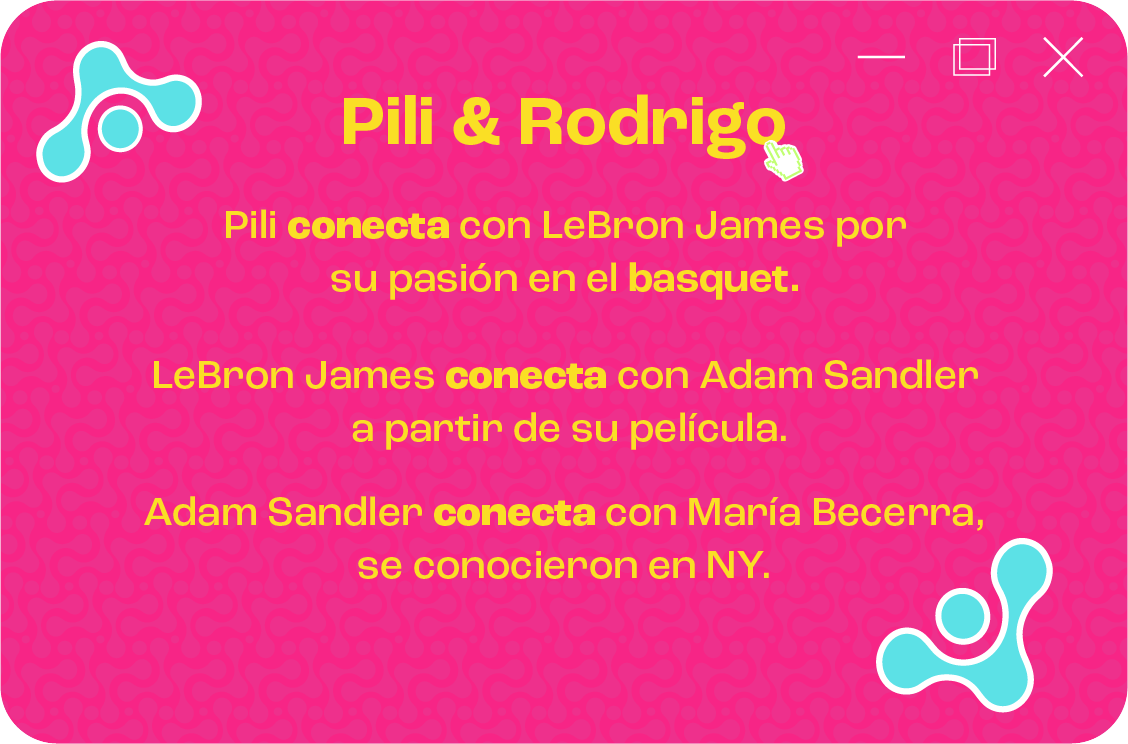 Pili & Rodrigo
Pili conecta con LeBron James por
su pasión en el basquet.
LeBron James conecta con Adam Sandler
a partir de su película.
Adam Sandler conecta con María Becerra,
se conocieron en NY.